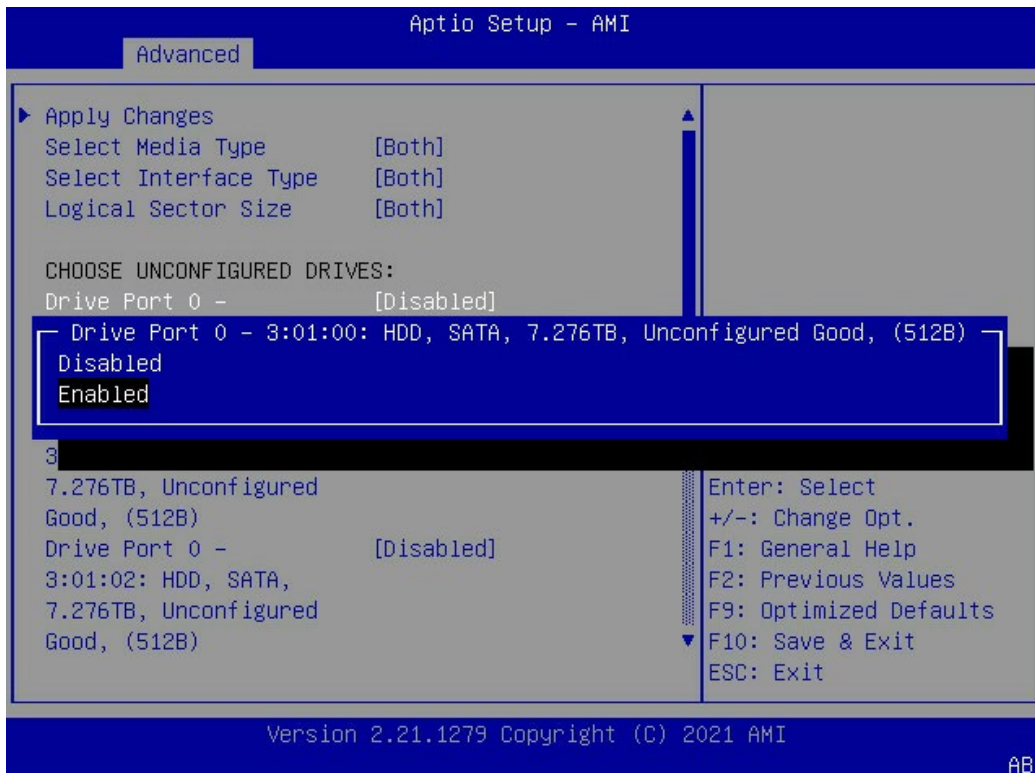 Aptio Setup – AMI
Advanced
Apply Changes
Select Media Type [Both]
Select Interface Type [Both]
Logical Sector Size [Both]
CHOOSE UNCONFIGURED DRIVES:
Drive Port 0 – [Disabled]
Drive Port 0 – 3:01:00: HDD, SATA, 7.276TB, Unconfigured Good, (512B)
Disabled
Enabled
3
7.276TB, Unconfigured
Good, (512B)
Drive Port 0 – [Disabled]
3:01:02: HDD, SATA,
7.276TB, Unconfigured
Good, (512B)
Enter: Select
+/-: Change Opt.
F1: General Help
F2: Previous Values
F9: Optimized Defaults
F10: Save & Exit
ESC: Exit
Version 2.21.1279 Copyright (C) 2021 AMI
AB